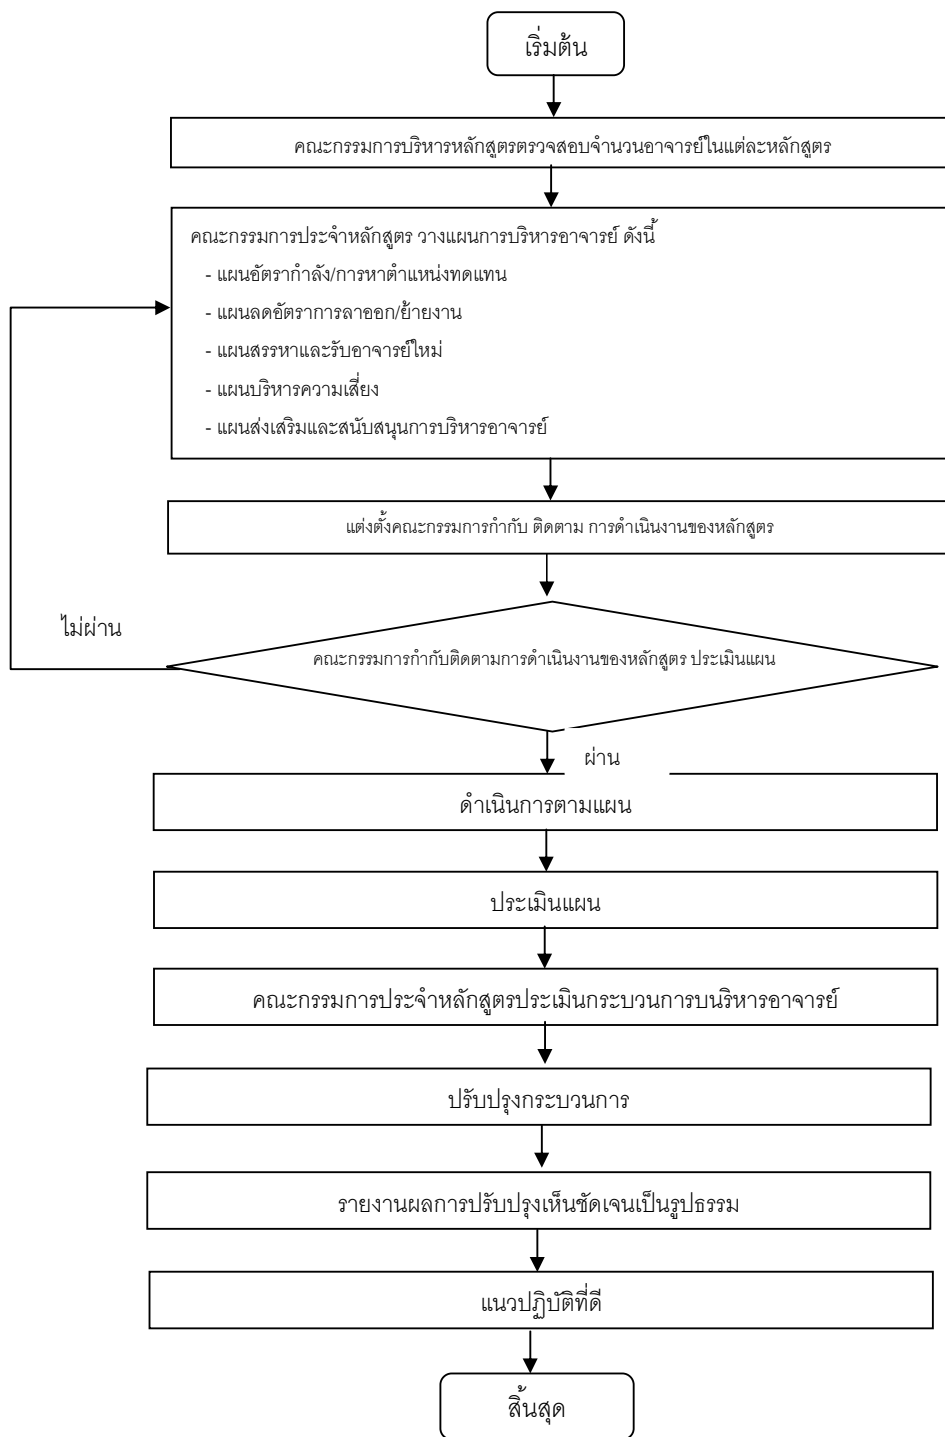 เริ่มต้น
คณะกรรมการบริหารหลักสูตรตรวจสอบจำนวนอาจารย์ในแต่ละหลักสูตร
คณะกรรมการประจำหลักสูตร วางแผนการบริหารอาจารย์ ดังนี้
- แผนอัตรากำลัง/การหาตำแหน่งทดแทน
- แผนลดอัตราการลาออก/ย้ายงาน
- แผนสรรหาและรับอาจารย์ใหม่
- แผนบริหารความเสี่ยง
- แผนส่งเสริมและสนับสนุนการบริหารอาจารย์
แต่งตั้งคณะกรรมการกำกับ ติดตาม การดำเนินงานของหลักสูตร
ไม่ผ่าน
คณะกรรมการกำกับติดตามการดำเนินงานของหลักสูตร ประเมินแผน
ผ่าน
ดำเนินการตามแผน
ประเมินแผน
คณะกรรมการประจำหลักสูตรประเมินกระบวนการบนริหารอาจารย์
ปรับปรุงกระบวนการ
รายงานผลการปรับปรุงเห็นชัดเจนเป็นรูปธรรม
แนวปฏิบัติที่ดี
สิ้นสุด